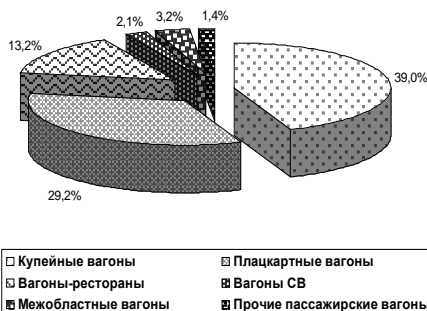 2,1%
3,2%
1,4%
13,2%
39,0%
29,2%
Купейные вагоны
Плацкартные вагоны
Вагоны-рестораны
Вагоны СВ
Межобластные вагоны
Прочие пассажирские вагоны